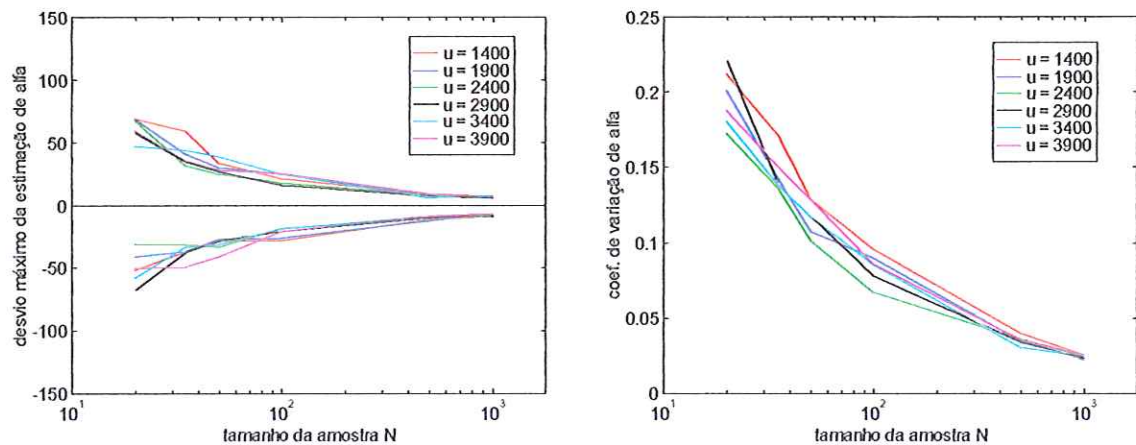 150
100
50
0
-50
-100
-150
desvio máximo da estimação de alfa
u = 1400
u = 1900
u = 2400
u = 2900
u = 3400
u = 3900
10¹
10²
10³
tamanho da amostra N
0.25
0.2
0.15
0.1
0.05
0
coef. de variação de alfa
u = 1400
u = 1900
u = 2400
u = 2900
u = 3400
u = 3900
10¹
10²
10³
tamanho da amostra N